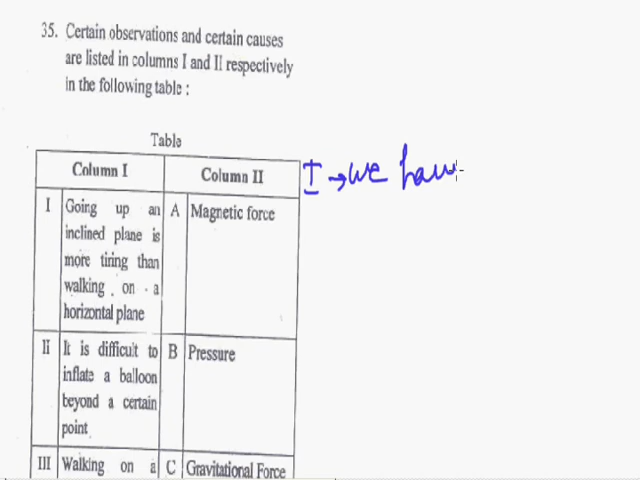 35. Certain observations and certain causes
are listed in columns I and II respectively
in the following table :
Table
Column I Column II
I Going up an A Magnetic force
inclined plane is
more tiring than
walking on a
horizontal plane
II It is difficult to B Pressure
inflate a balloon
beyond a certain
point
III Walking on a C Gravitational Force
I → we hav